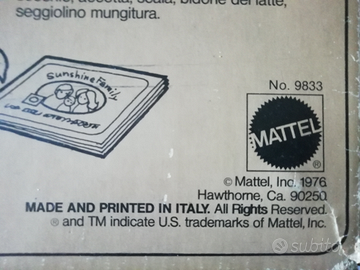 secchio, accetta, scala, bidone del latte,
seggiolino mungitura.
Sunshine Family
No. 9833
MATTEL
®
© Mattel, Inc. 1976
Hawthorne, Ca. 90250
MADE AND PRINTED IN ITALY. All Rights Reserved.
® and TM indicate U.S. trademarks of Mattel, Inc.
subito